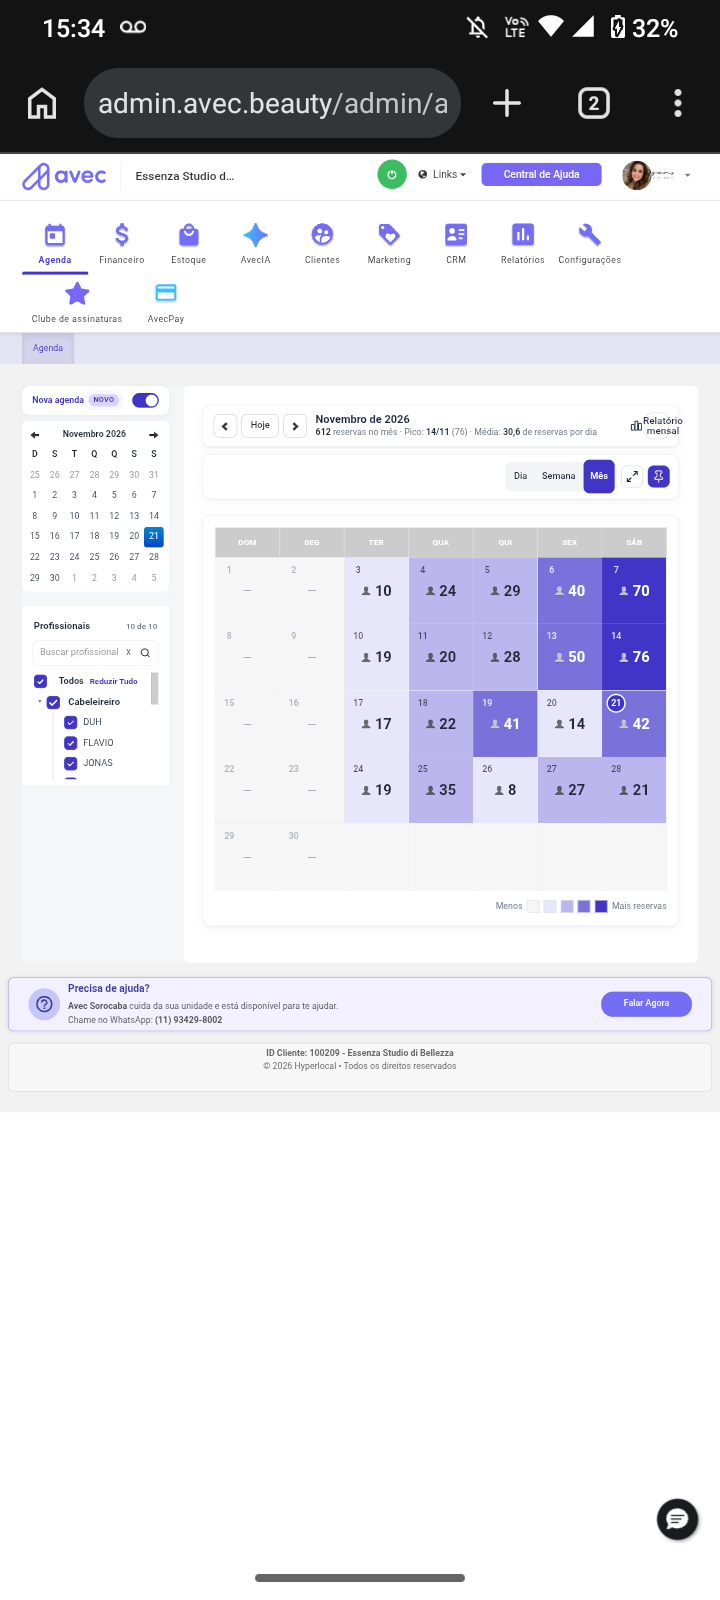 15:34
Vo
LTE
32%
admin.avec.beauty/admin/a
2
avec
Essenza Studio d...
Links
Central de Ajuda
Agenda
Financeiro
Estoque
AvecIA
Clientes
Marketing
CRM
Relatórios
Configurações
Clube de assinaturas
AvecPay
Agenda
Nova agenda NOVO
Novembro 2026
D S T Q Q S S
25 26 27 28 29 30 31
1 2 3 4 5 6 7
8 9 10 11 12 13 14
15 16 17 18 19 20 21
22 23 24 25 26 27 28
29 30 1 2 3 4 5
Profissionais 10 de 10
Buscar profissional X
Todos Reduzir Tudo
Cabeleireiro
DUH
FLAVIO
JONAS
Hoje
Novembro de 2026
612 reservas no mês · Pico: 14/11 (76) · Média: 30,6 de reservas por dia
Relatório
mensal
Dia Semana Mês
DOM SEG TER QUA QUI SEX SÁB
1 2 3 4 5 6 7
— — 10 24 29 40 70
8 9 10 11 12 13 14
— — 19 20 28 50 76
15 16 17 18 19 20 21
— — 17 22 41 14 42
22 23 24 25 26 27 28
— — 19 35 8 27 21
29 30
— —
Menos Mais reservas
Precisa de ajuda?
Avec Sorocaba cuida da sua unidade e está disponível para te ajudar.
Chame no WhatsApp: (11) 93429-8002
Falar Agora
ID Cliente: 100209 - Essenza Studio di Bellezza
© 2026 Hyperlocal • Todos os direitos reservados